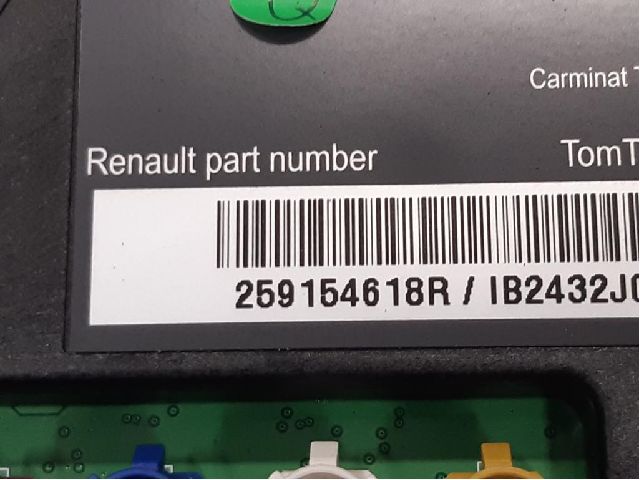 Carminat
Renault part number
259154618R / IB2432J